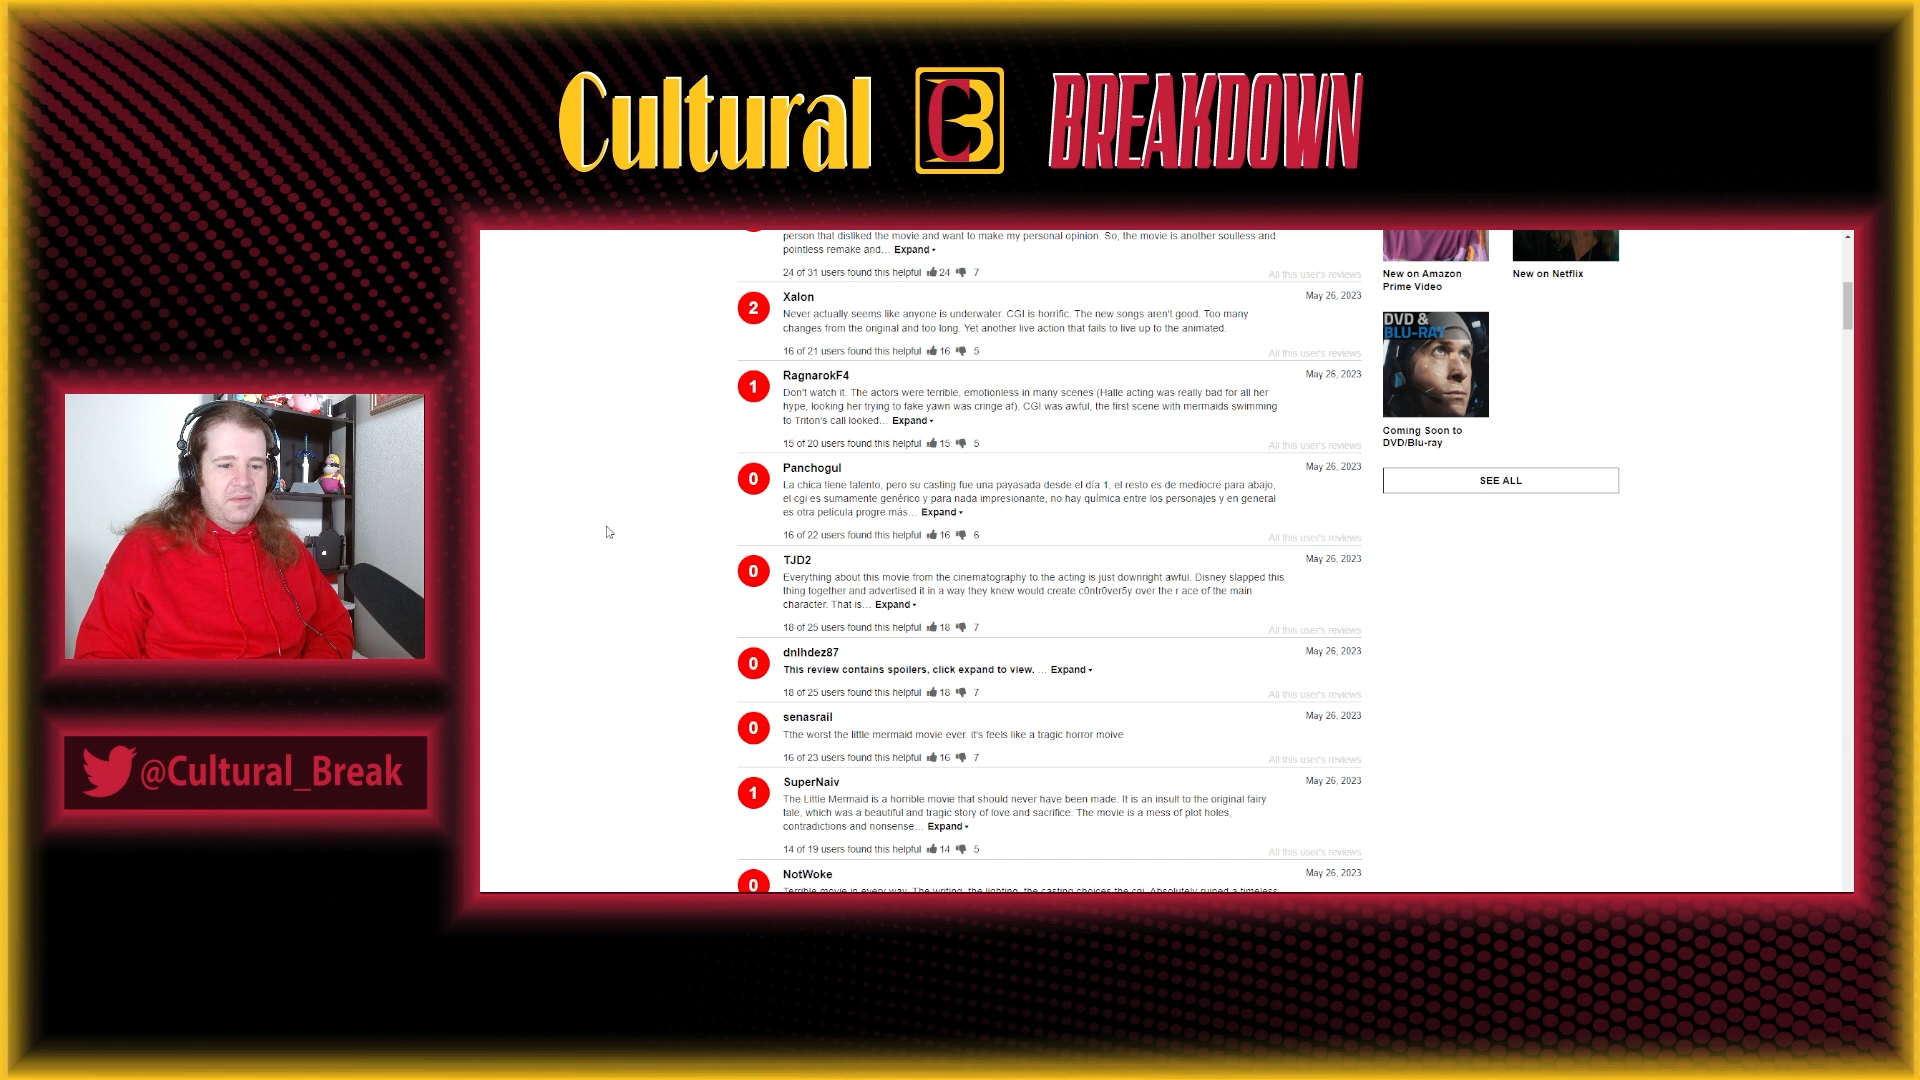 Cultural CB BREAKDOWN
person that disliked the movie and want to make my personal opinion. So, the movie is another soulless and
pointless remake and... Expand
24 of 31 users found this helpful 24 7
All this user's reviews
2
Xalon
May 26, 2023
Never actually seems like anyone is underwater. CGI is horrific. The new songs aren't good. Too many
changes from the original and too long. Yet another live action that fails to live up to the animated.
16 of 21 users found this helpful 16 5
All this user's reviews
1
RagnarokF4
May 26, 2023
Don't watch it. The actors were terrible, emotionless in many scenes (Halle acting was really bad for all her
hype, looking her trying to fake yawn was cringe af). CGI was awful, the first scene with mermaids swimming
to Triton's call looked... Expand
15 of 20 users found this helpful 15 5
All this user's reviews
0
Panchogul
May 26, 2023
La chica tiene talento, pero su casting fue una payasada desde el día 1, el resto es de mediocre para abajo,
el cgi es sumamente genérico y para nada impresionante, no hay química entre los personajes y en general
es otra película progre más... Expand
16 of 22 users found this helpful 16 6
All this user's reviews
0
TJD2
May 26, 2023
Everything about this movie from the cinematography to the acting is just downright awful. Disney slapped this
thing together and advertised it in a way they knew would create c0ntr0ver5y over the r ace of the main
character. That is... Expand
18 of 25 users found this helpful 18 7
All this user's reviews
0
dnlhdez87
May 26, 2023
This review contains spoilers, click expand to view. ... Expand
18 of 25 users found this helpful 18 7
All this user's reviews
0
senasrail
May 26, 2023
Tthe worst the little mermaid movie ever. it's feels like a tragic horror moive
16 of 23 users found this helpful 16 7
All this user's reviews
1
SuperNaiv
May 26, 2023
The Little Mermaid is a horrible movie that should never have been made. It is an insult to the original fairy
tale, which was a beautiful and tragic story of love and sacrifice. The movie is a mess of plot holes,
contradictions and nonsense... Expand
14 of 19 users found this helpful 14 5
All this user's reviews
0
NotWoke
May 26, 2023
Terrible movie in every way. The writing, the lighting, the casting choices the cgi. Absolutely ruined a timeless
New on Amazon
Prime Video
New on Netflix
DVD &
BLU-RAY
Coming Soon to
DVD/Blu-ray
SEE ALL
@Cultural_Break